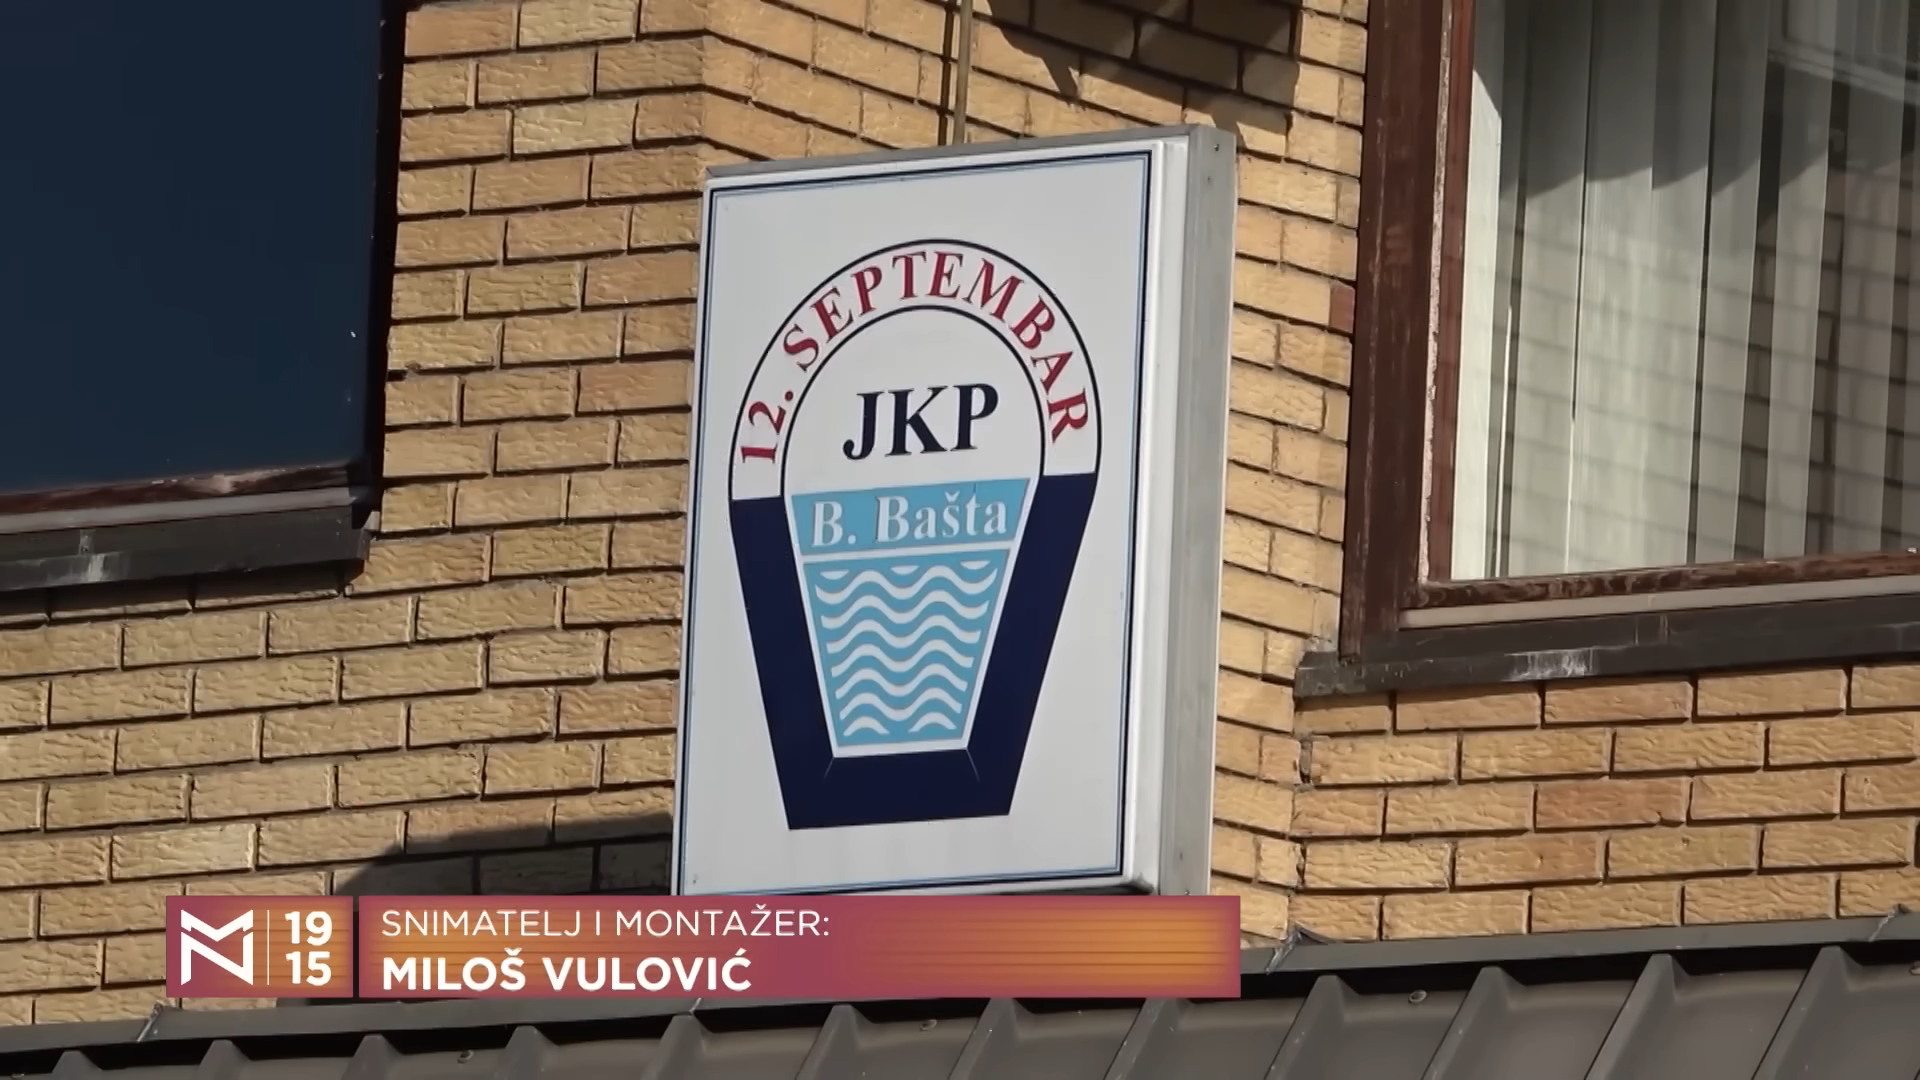 12. SEPTEMBAR
JKP
B. Bašta
19
15
SNIMATELJ I MONTAŽER:
MILOŠ VULOVIĆ